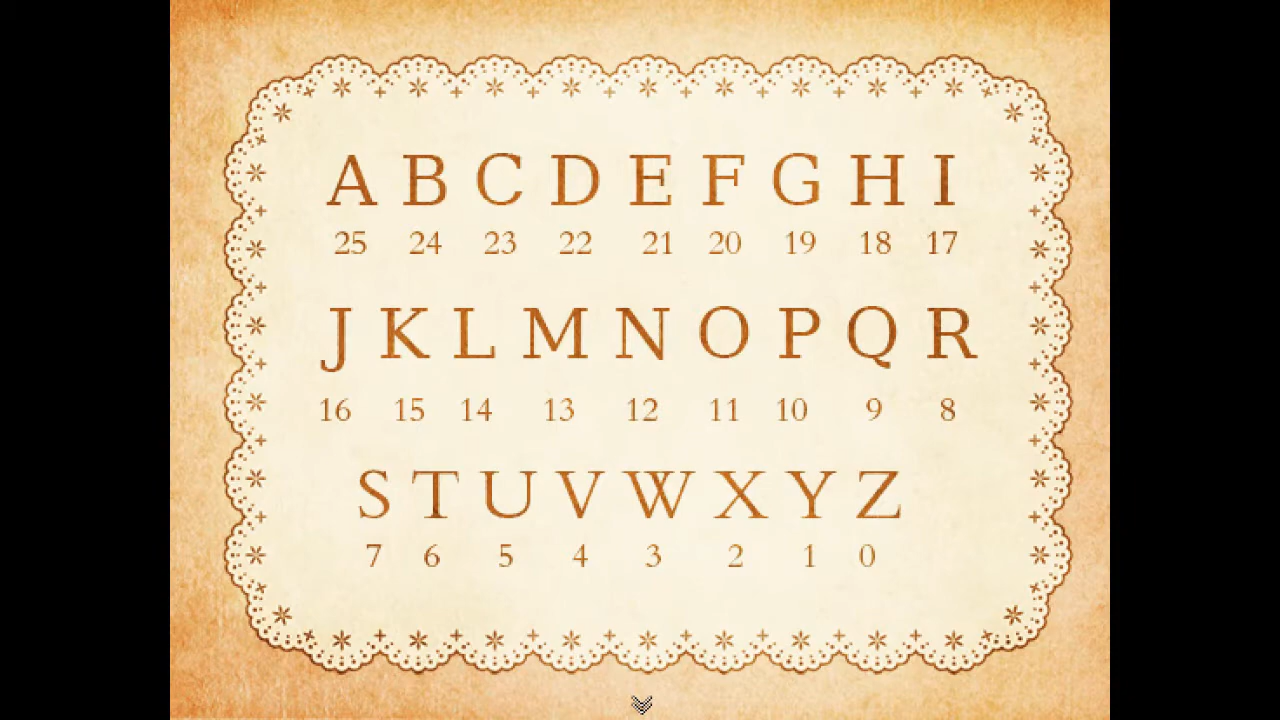 A B C D E F G H I
25 24 23 22 21 20 19 18 17
J K L M N O P Q R
16 15 14 13 12 11 10 9 8
S T U V W X Y Z
7 6 5 4 3 2 1 0